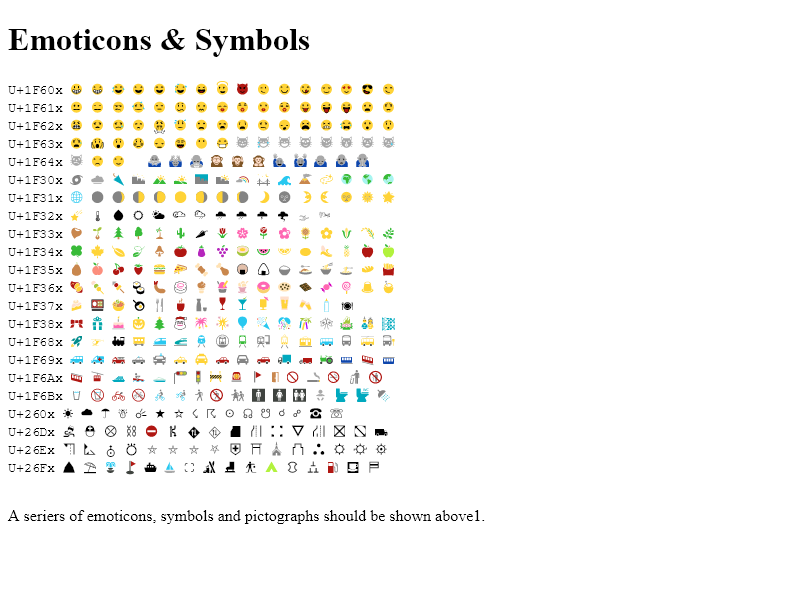 Emoticons & Symbols
U+1F60x
U+1F61x
U+1F62x
U+1F63x
U+1F64x
U+1F30x
U+1F31x
U+1F32x
U+1F33x
U+1F34x
U+1F35x
U+1F36x
U+1F37x
U+1F38x
U+1F68x
U+1F69x
U+1F6Ax
U+1F6Bx
U+260x
U+26Dx
U+26Ex
U+26Fx
A seriers of emoticons, symbols and pictographs should be shown above1.